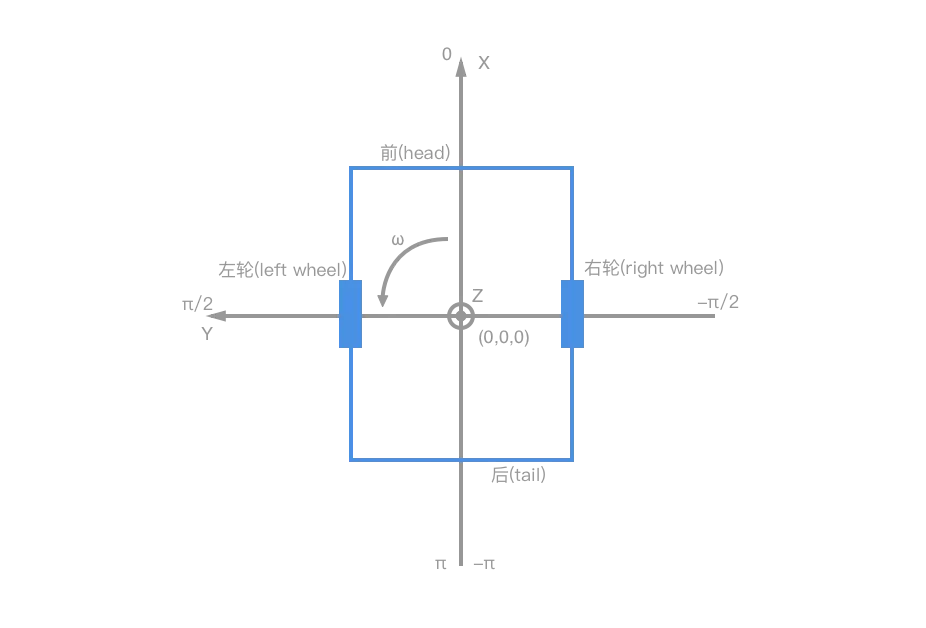 0
X
前(head)
ω
左轮(left wheel)
右轮(right wheel)
π/2
Z
−π/2
Y
(0,0,0)
后(tail)
π
−π